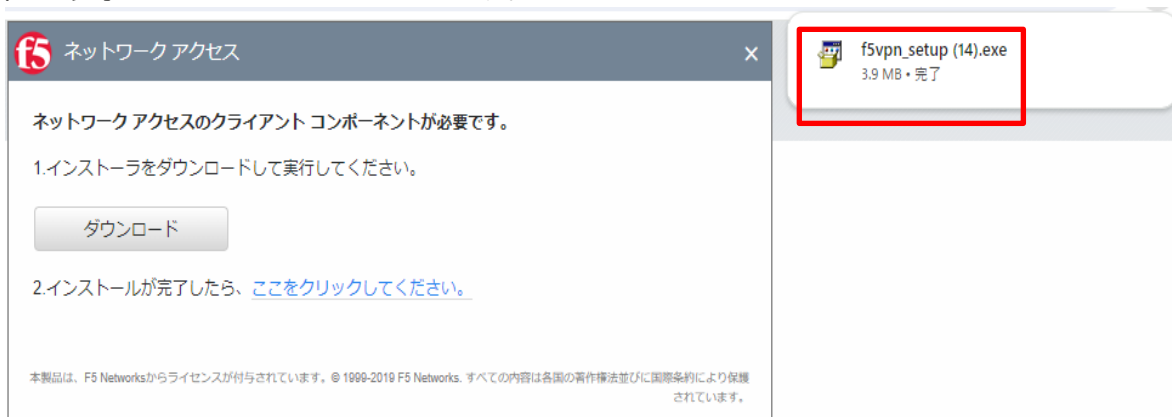 f5 ネットワーク アクセス
×
f5vpn_setup (14).exe
3.9 MB • 完了
ネットワーク アクセスのクライアント コンポーネントが必要です。
1.インストーラをダウンロードして実行してください。
ダウンロード
2.インストールが完了したら、ここをクリックしてください。
本製品は、F5 Networksからライセンスが付与されています。© 1999-2019 F5 Networks. すべての内容は各国の著作権法並びに国際条約により保護
されています。